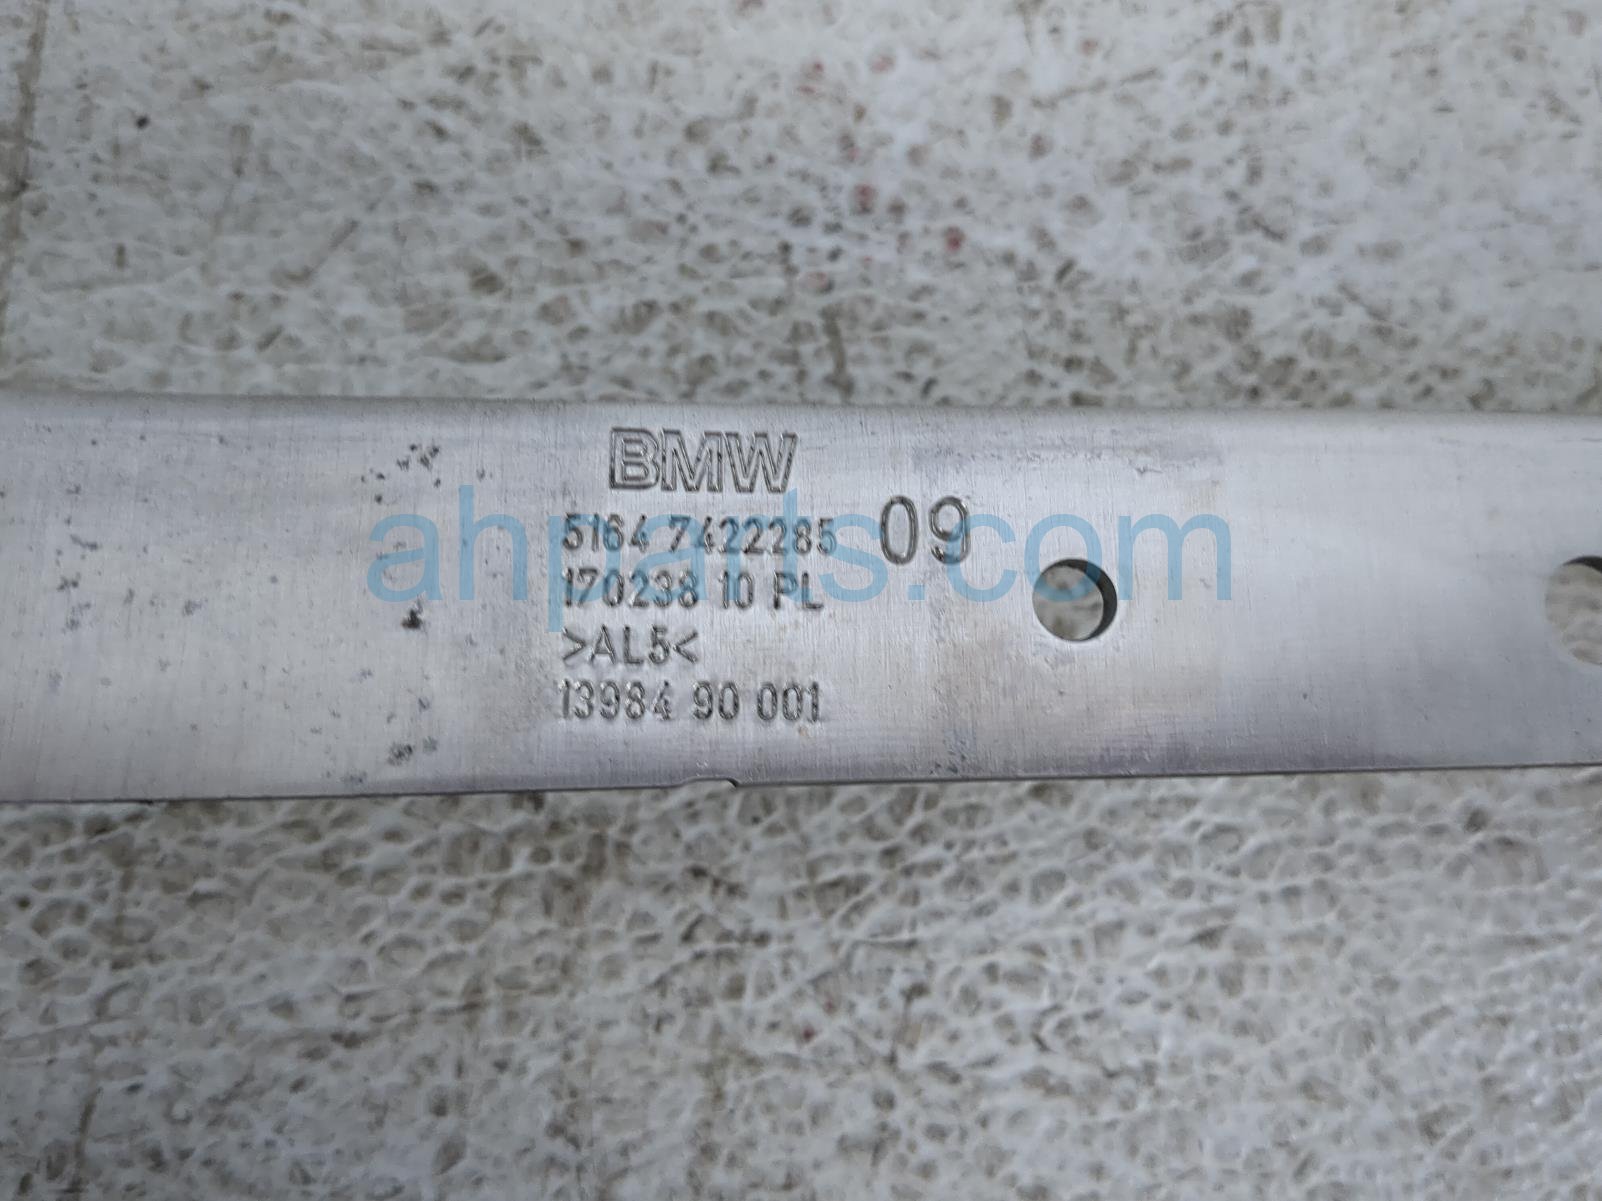 BMW
5164 7422285 09
170238 10 PL
>AL5<
13984 90 001
ahparts.com